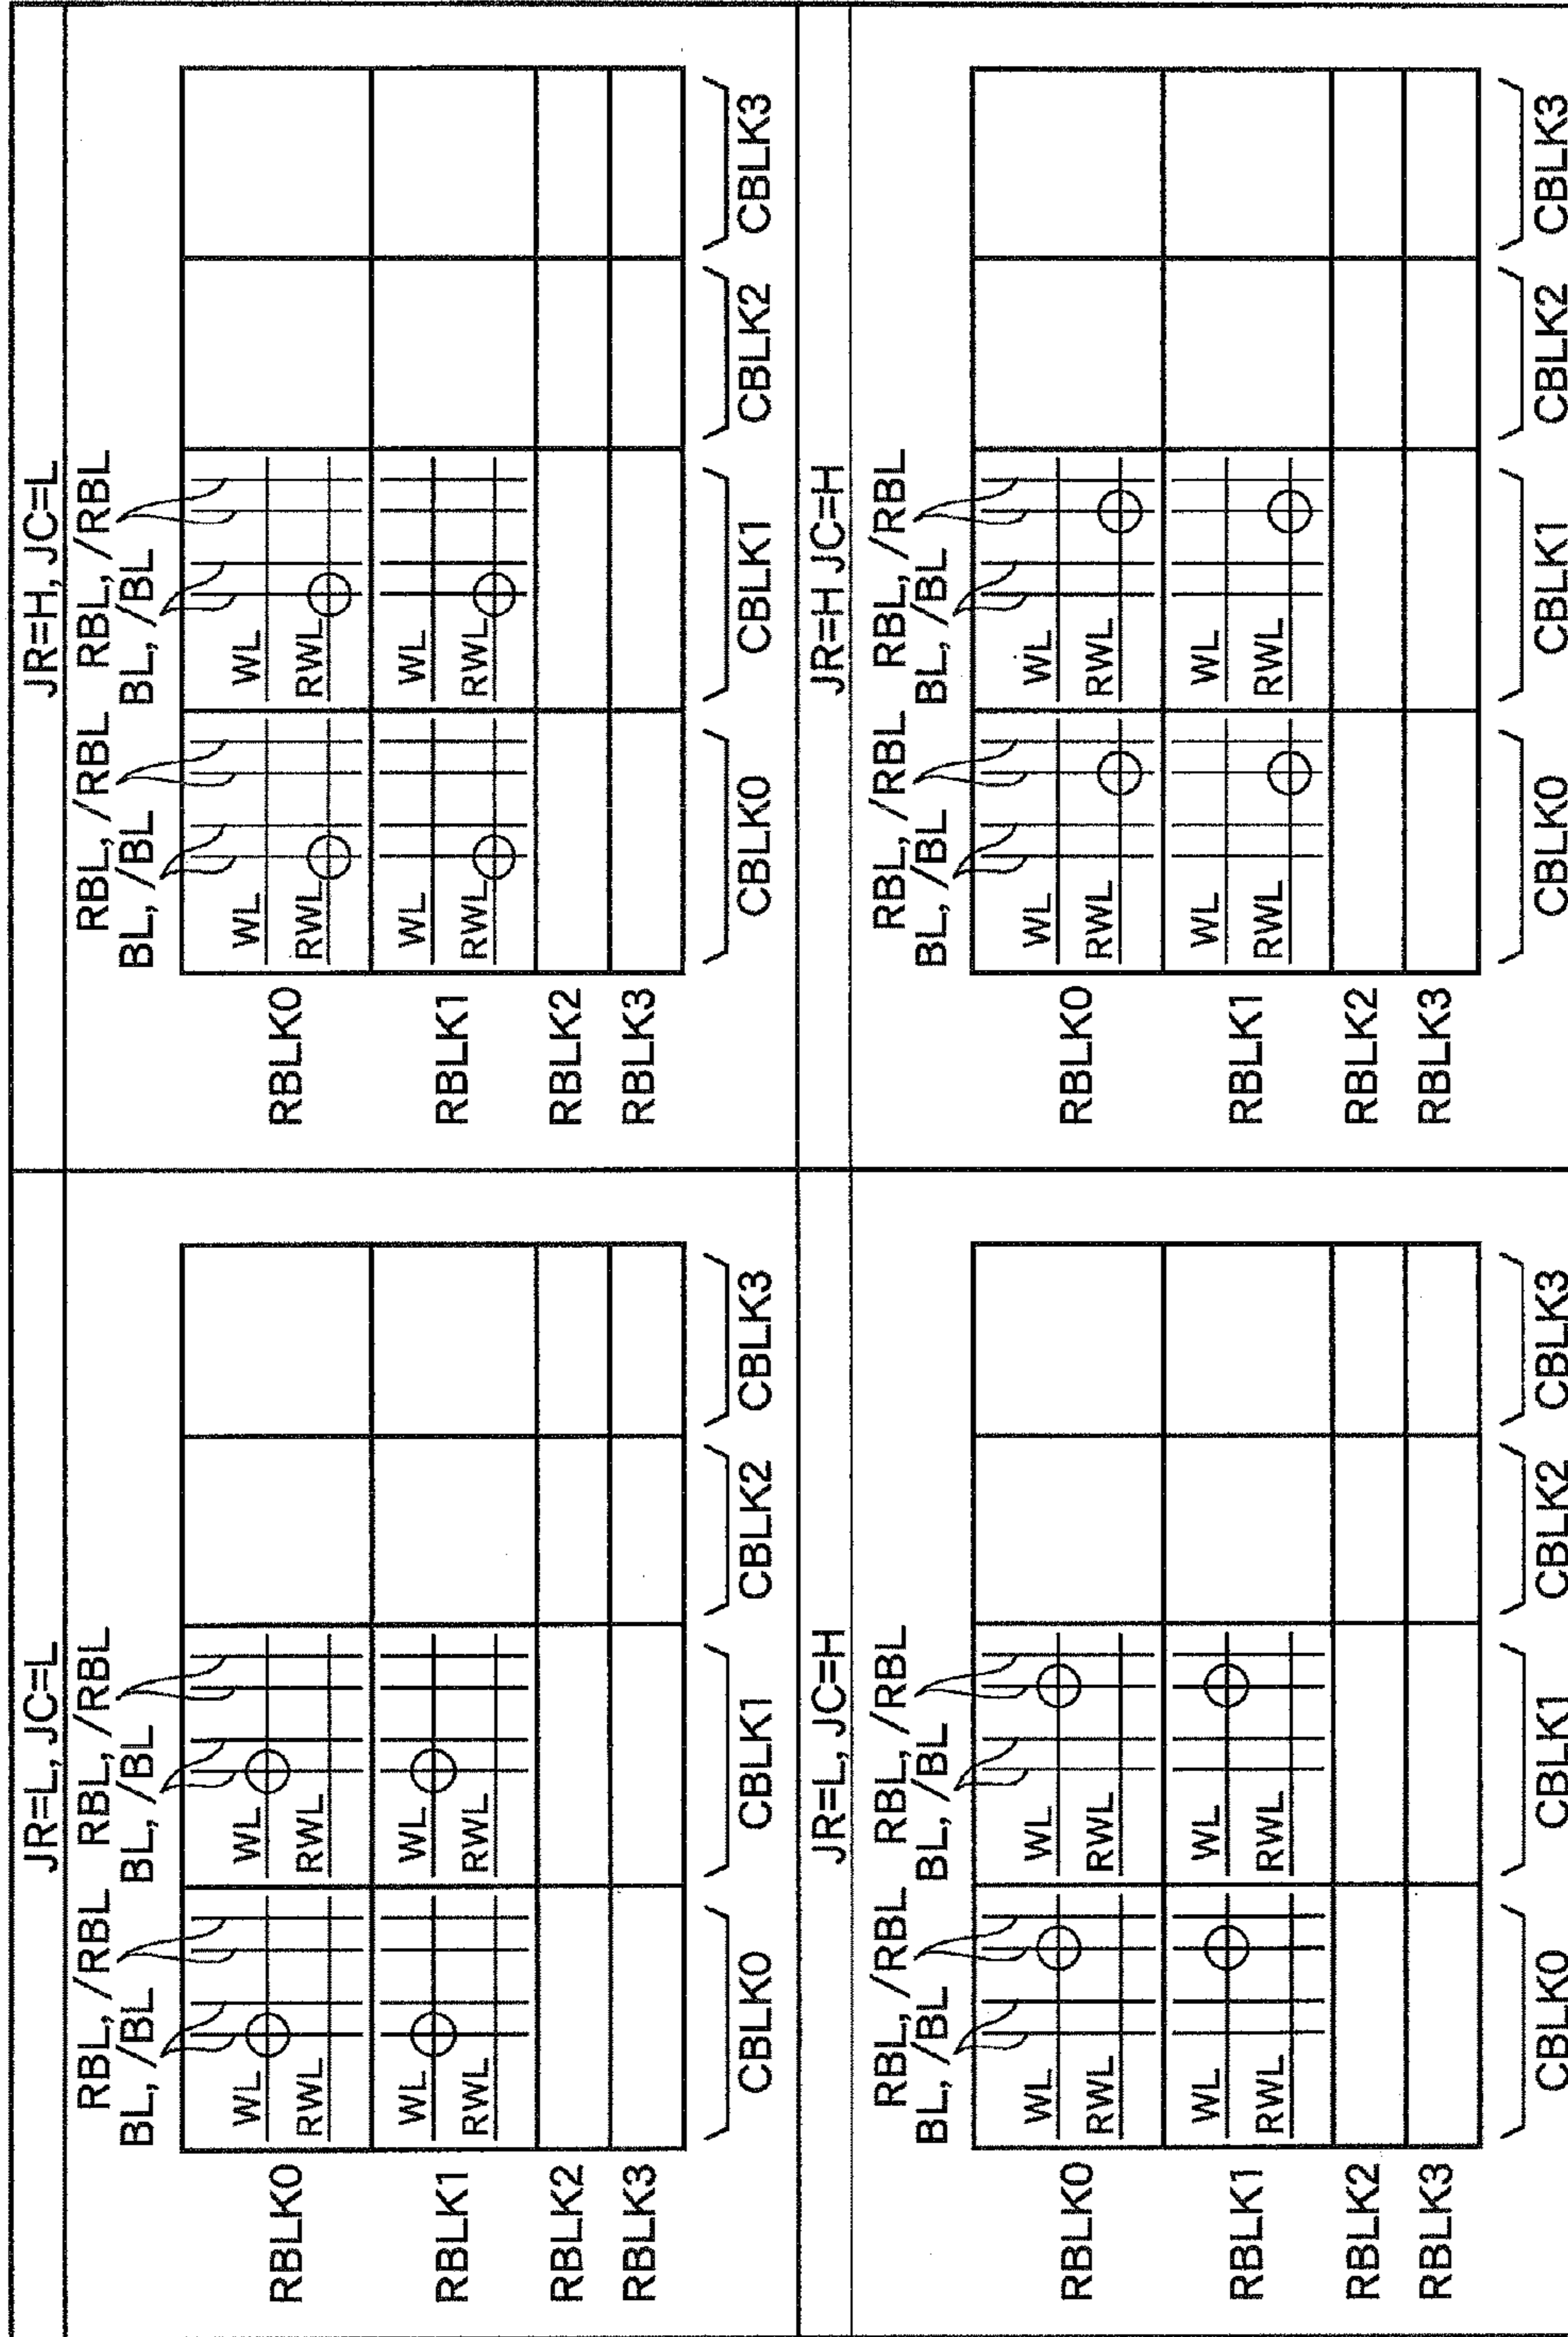 JR=L, JC=L
RBL, /RBL RBL, /RBL
BL, /BL BL, /BL
RBLK0
WL WL
RWL RWL
RBLK1
WL WL
RWL RWL
RBLK2
RBLK3
CBLK0 CBLK1 CBLK2 CBLK3
JR=H, JC=L
RBL, /RBL RBL, /RBL
BL, /BL BL, /BL
RBLK0
WL WL
RWL RWL
RBLK1
WL WL
RWL RWL
RBLK2
RBLK3
CBLK0 CBLK1 CBLK2 CBLK3
JR=L, JC=H
RBL, /RBL RBL, /RBL
BL, /BL BL, /BL
RBLK0
WL WL
RWL RWL
RBLK1
WL WL
RWL RWL
RBLK2
RBLK3
CBLK0 CBLK1 CBLK2 CBLK3
JR=H JC=H
RBL, /RBL RBL, /RBL
BL, /BL BL, /BL
RBLK0
WL WL
RWL RWL
RBLK1
WL WL
RWL RWL
RBLK2
RBLK3
CBLK0 CBLK1 CBLK2 CBLK3